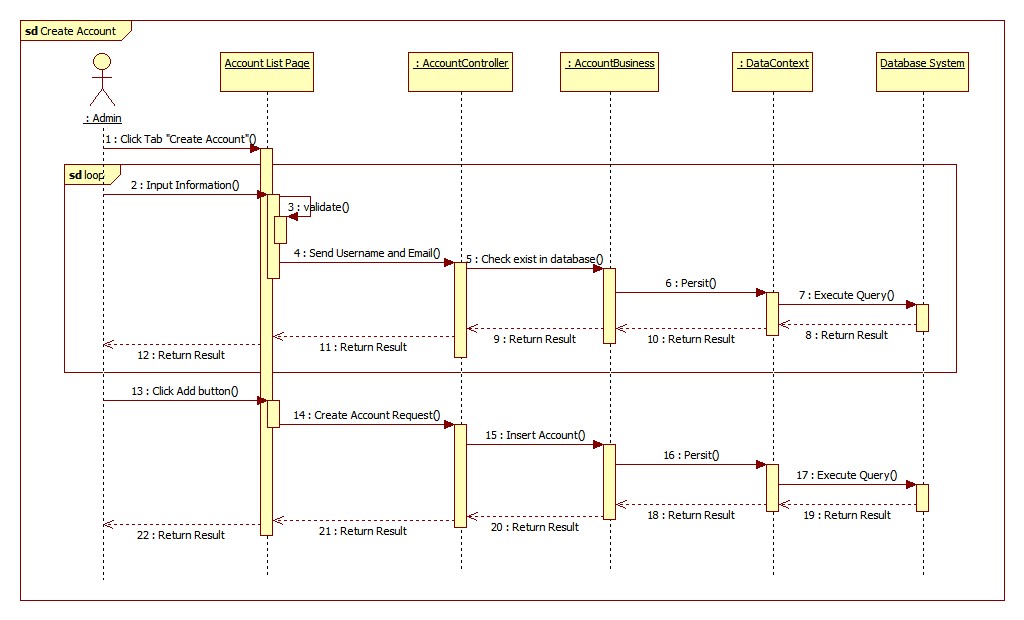 sd Create Account
Account List Page
: AccountController
: AccountBusiness
: DataContext
Database System
: Admin
1 : Click Tab "Create Account"()
sd loop
2 : Input Information()
3 : validate()
4 : Send Username and Email()
5 : Check exist in database()
6 : Persit()
7 : Execute Query()
8 : Return Result
9 : Return Result
10 : Return Result
11 : Return Result
12 : Return Result
13 : Click Add button()
14 : Create Account Request()
15 : Insert Account()
16 : Persit()
17 : Execute Query()
18 : Return Result
19 : Return Result
20 : Return Result
21 : Return Result
22 : Return Result